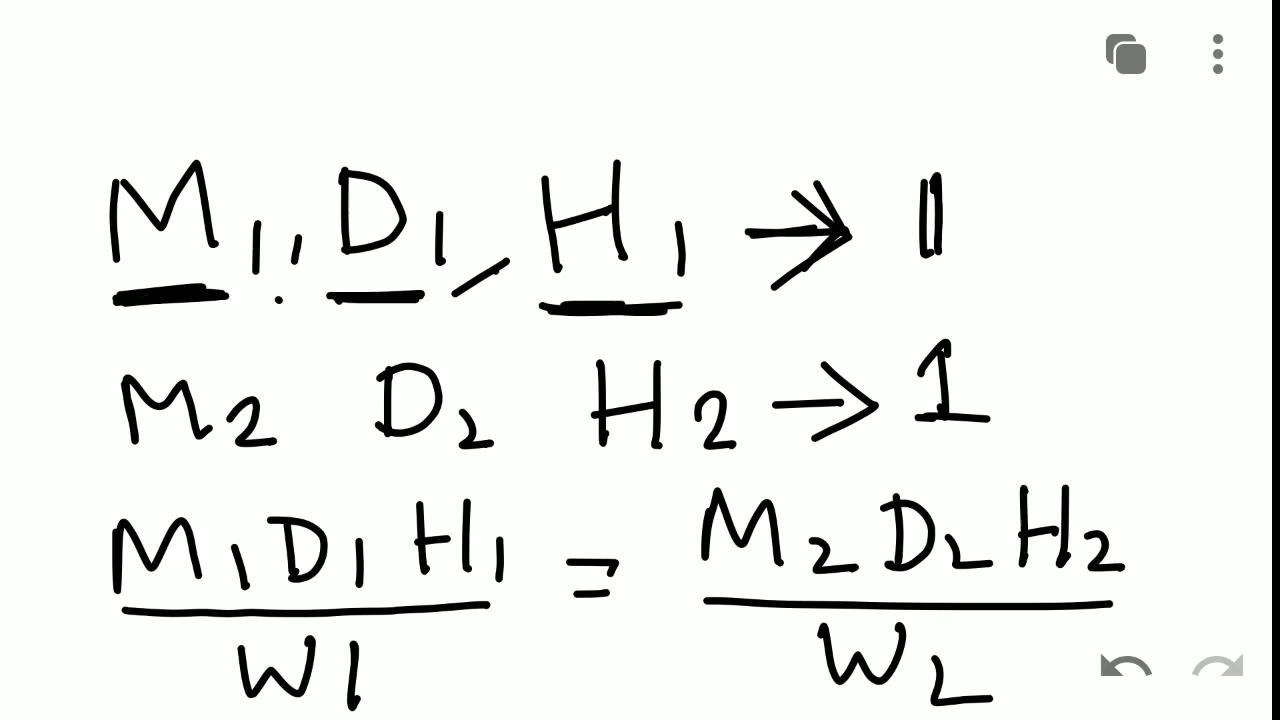 M1, D1, H1 → 1
M2 D2 H2 → 1
M1D1H1 / W1 = M2D2H2 / W2